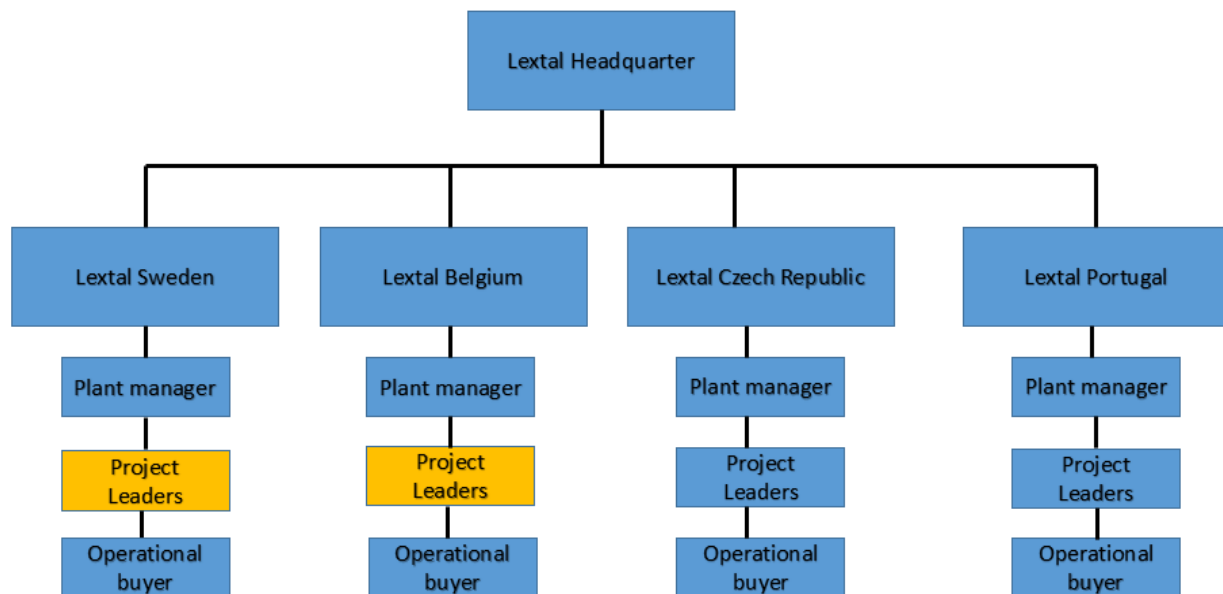 Lextal Headquarter
Lextal Sweden
Lextal Belgium
Lextal Czech Republic
Lextal Portugal
Plant manager
Plant manager
Plant manager
Plant manager
Project
Leaders
Project
Leaders
Project
Leaders
Project
Leaders
Operational
buyer
Operational
buyer
Operational
buyer
Operational
buyer